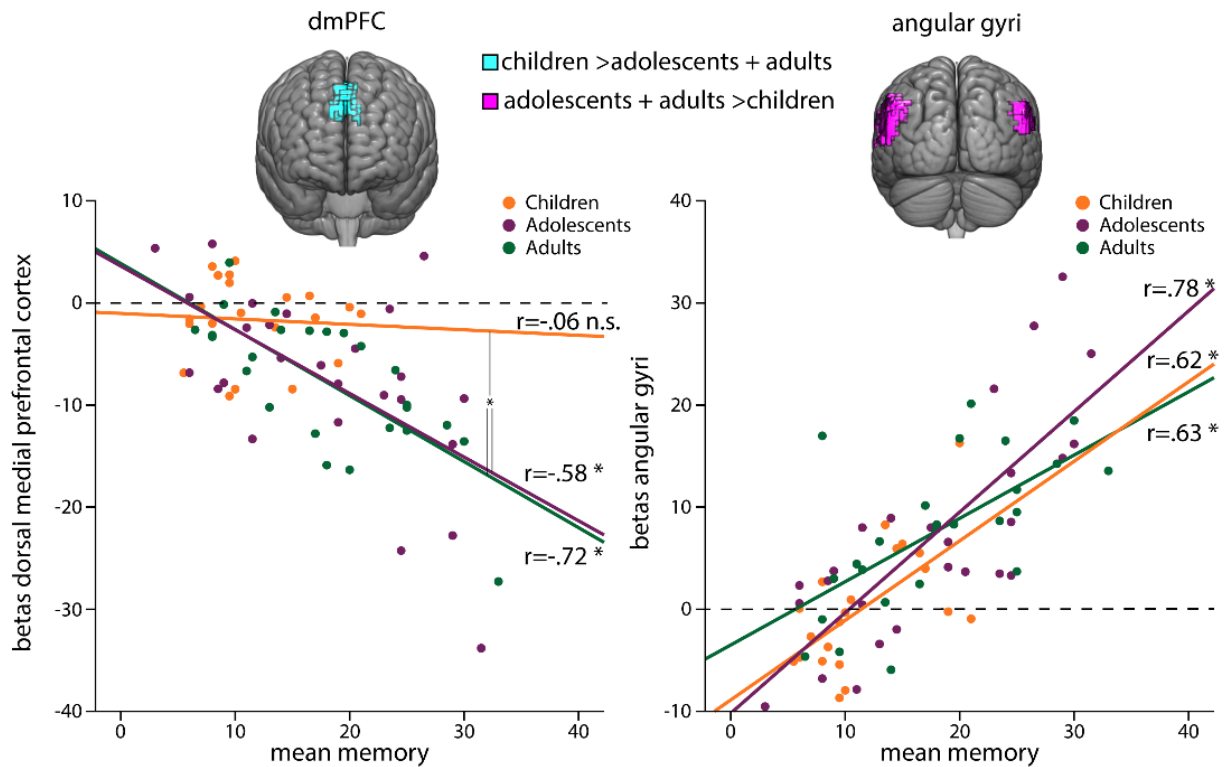 dmPFC
angular gyri
children >adolescents + adults
adolescents + adults >children
10
0
-10
-20
-30
-40
betas dorsal medial prefrontal cortex
Children
Adolescents
Adults
r=-.06 n.s.
*
r=-.58 *
r=-.72 *
0
10
20
30
40
mean memory
40
30
20
10
0
-10
betas angular gyri
Children
Adolescents
Adults
r=.78 *
r=.62 *
r=.63 *
0
10
20
30
40
mean memory